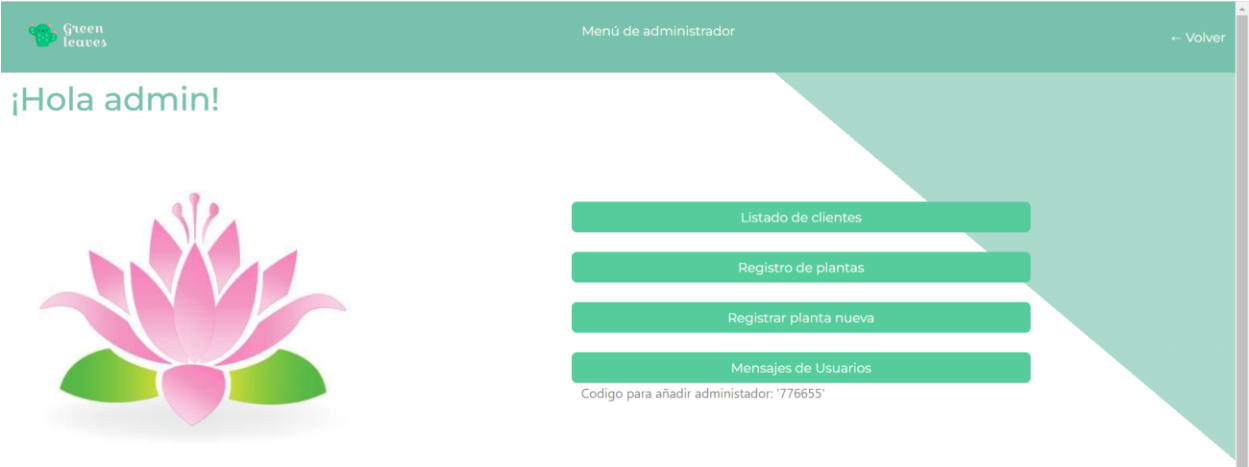 Green
leaves
Menú de administrador
← Volver
¡Hola admin!
Listado de clientes
Registro de plantas
Registrar planta nueva
Mensajes de Usuarios
Codigo para añadir administador: '776655'